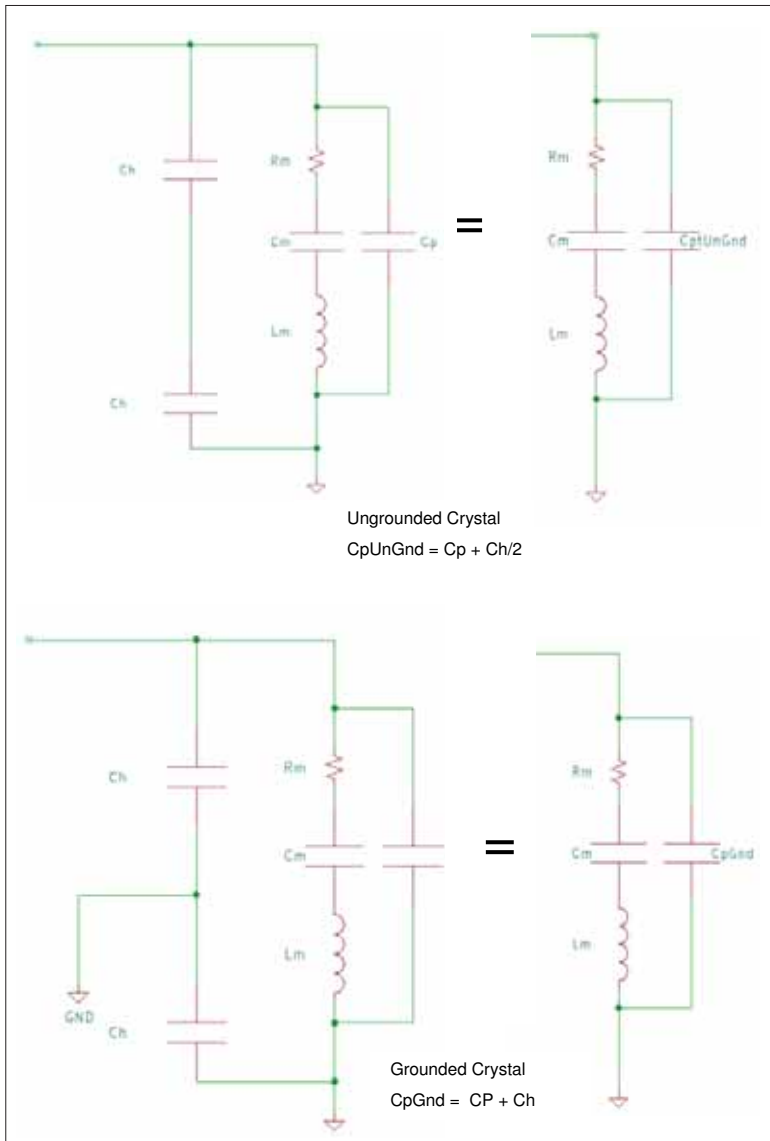 Rm
Ch
Cm
Cp
Lm
Ch
=
Rm
Cm
CptUnGnd
Lm
Ungrounded Crystal
CpUnGnd = Cp + Ch/2
Rm
Ch
Cm
Lm
GND
Ch
=
Rm
Cm
CpGnd
Lm
Grounded Crystal
CpGnd = CP + Ch